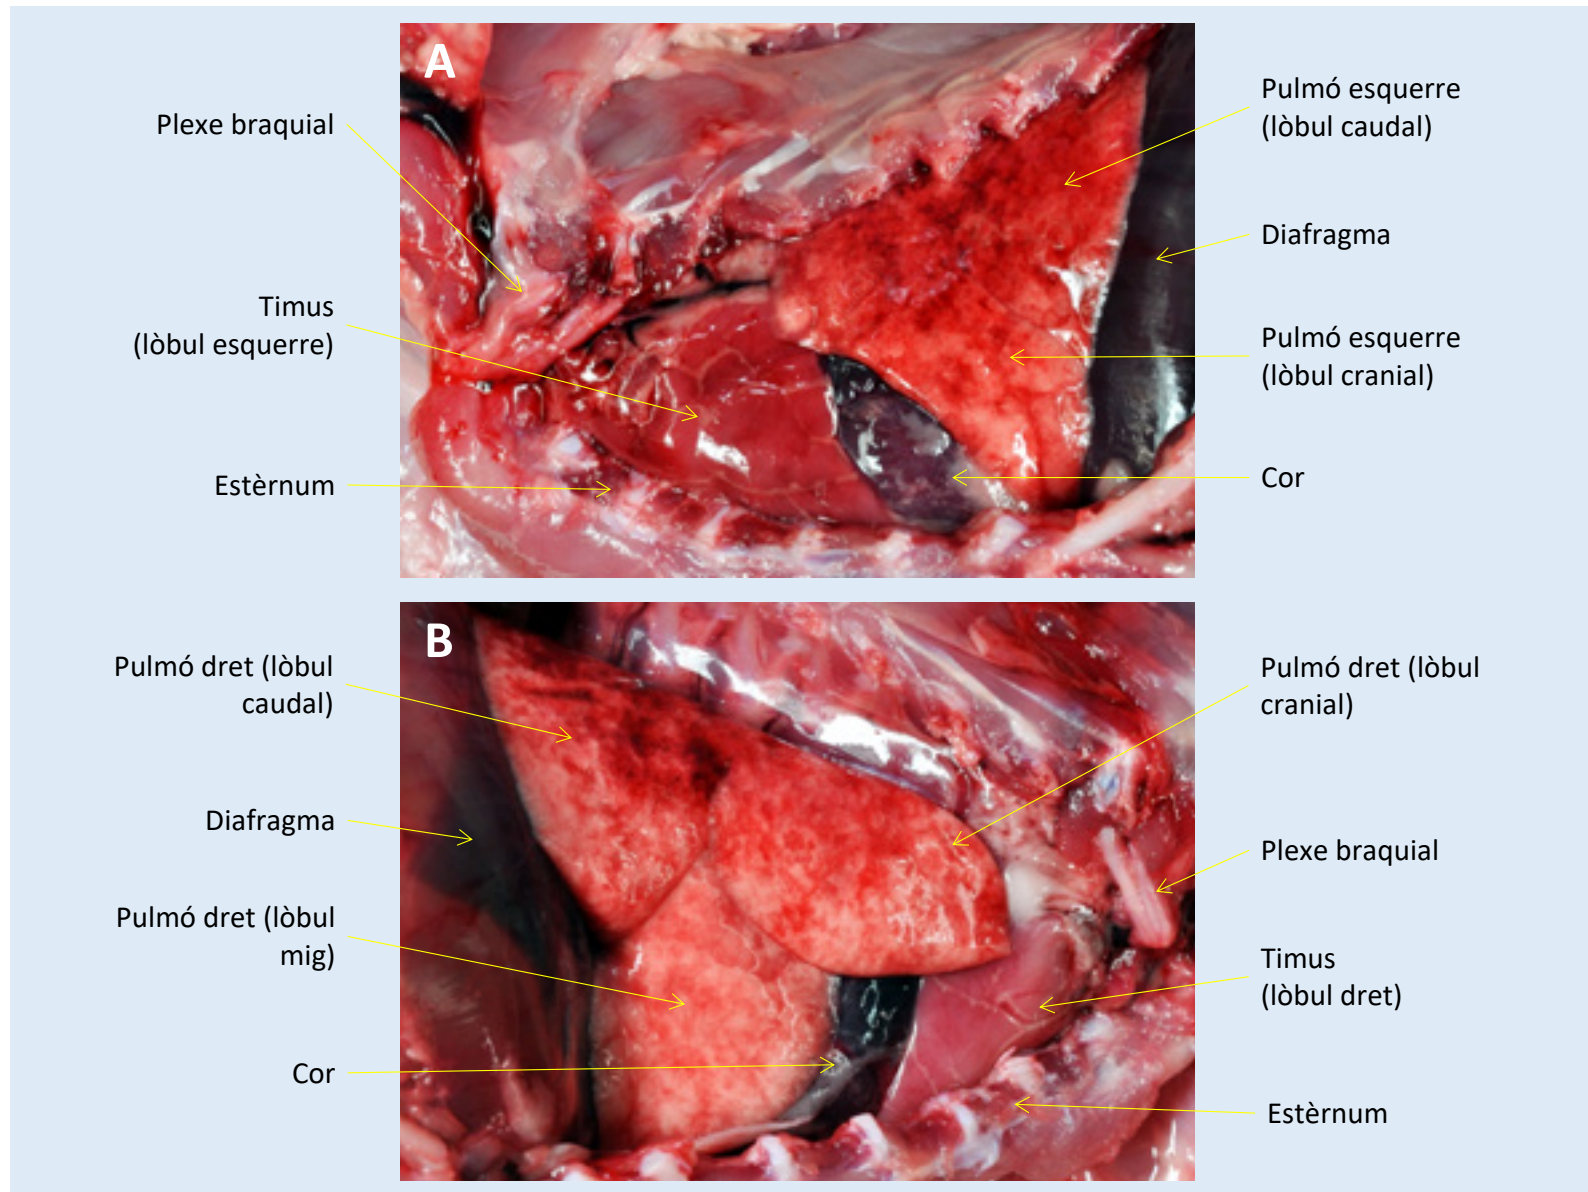 A
Plexe braquial
Timus
(lòbul esquerre)
Estèrnum
Pulmó esquerre
(lòbul caudal)
Diafragma
Pulmó esquerre
(lòbul cranial)
Cor
B
Pulmó dret (lòbul
caudal)
Diafragma
Pulmó dret (lòbul
mig)
Cor
Pulmó dret (lòbul
cranial)
Plexe braquial
Timus
(lòbul dret)
Estèrnum